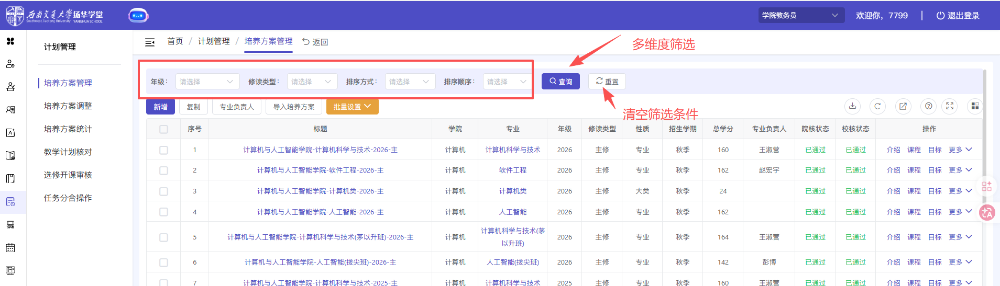 西南交通大学 扬华学堂
Southwest Jiaotong University YANGHUA SCHOOL
学院教务员
欢迎你，7799
退出登录
计划管理
培养方案管理
培养方案调整
培养方案统计
教学计划核对
选修开课审核
任务分合操作
首页 / 计划管理 / 培养方案管理 返回
多维度筛选
年级： 请选择 修读类型： 请选择 排序方式： 请选择 排序顺序： 请选择 查询 重置
清空筛选条件
新增 复制 专业负责人 导入培养方案 批量设置
序号 标题 学院 专业 年级 修读类型 性质 招生学期 总学分 专业负责人 院核状态 校核状态 操作
1 计算机与人工智能学院-计算机科学与技术-2026-主 计算机 计算机科学与技术 2026 主修 专业 秋季 160 王淑营 已通过 已通过 介绍 课程 目标 更多
2 计算机与人工智能学院-软件工程-2026-主 计算机 软件工程 2026 主修 专业 秋季 162 赵宏宇 已通过 已通过 介绍 课程 目标 更多
3 计算机与人工智能学院-计算机类-2026-主 计算机 计算机类 2026 主修 大类 秋季 24 已通过 已通过 介绍 课程 目标 更多
4 计算机与人工智能学院-人工智能-2026-主 计算机 人工智能 2026 主修 专业 秋季 162 已通过 已通过 介绍 课程 目标 更多
5 计算机与人工智能学院-计算机科学与技术(茅以升班)-2026-主 计算机 计算机科学与技术(茅以升班) 2026 主修 专业 秋季 164 王淑营 已通过 已通过 介绍 课程 目标 更多
6 计算机与人工智能学院-人工智能(拔尖班)-2026-主 计算机 人工智能(拔尖班) 2026 主修 专业 秋季 142 彭博 已通过 已通过 介绍 课程 目标 更多
7 计算机与人工智能学院-计算机科学与技术-2025-主 计算机 计算机科学与技术 2025 主修 专业 秋季 160 王淑营 已通过 已通过 介绍 课程 目标 更多